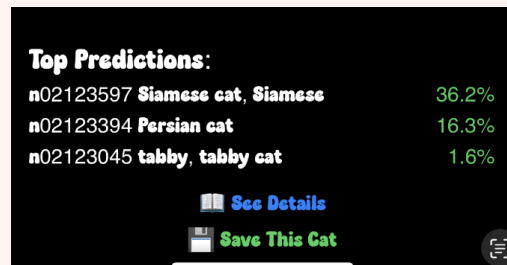 Top Predictions:
n02123597 Siamese cat, Siamese 36.2%
n02123394 Persian cat 16.3%
n02123045 tabby, tabby cat 1.6%
📖 See Details
💾 Save This Cat